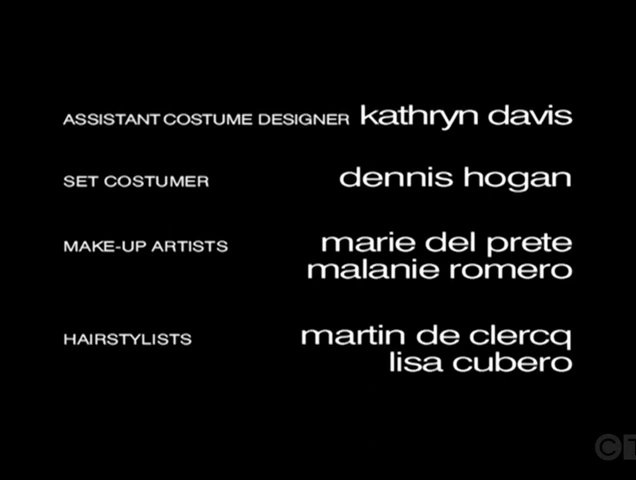 ASSISTANT COSTUME DESIGNER kathryn davis
SET COSTUMER dennis hogan
MAKE-UP ARTISTS marie del prete
malanie romero
HAIRSTYLISTS martin de clercq
lisa cubero